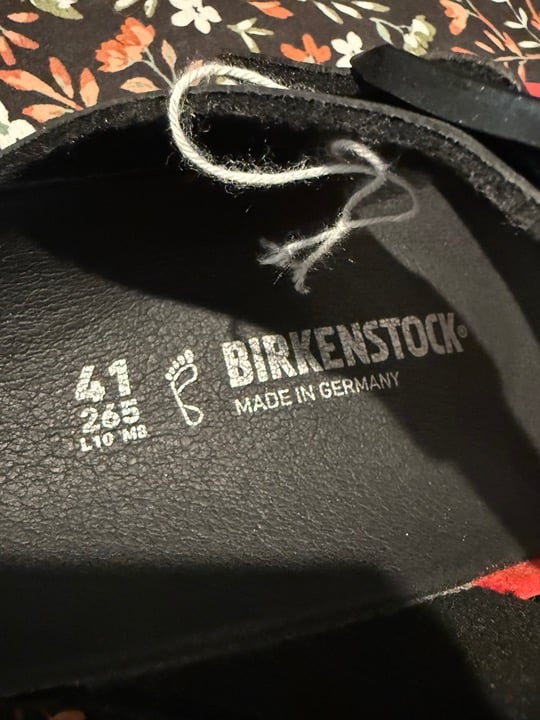 41
265
L10 M8
BIRKENSTOCK®
MADE IN GERMANY